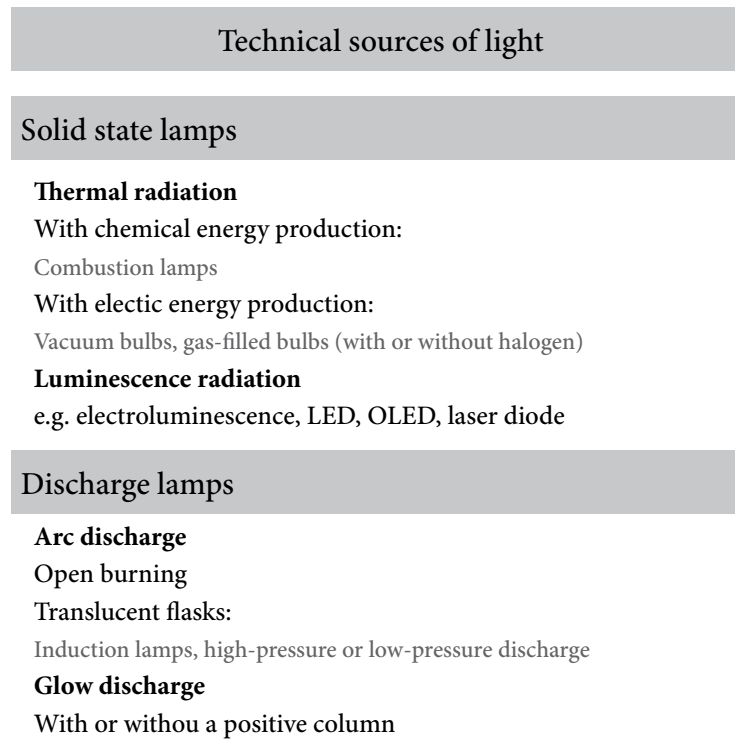 Technical sources of light
Solid state lamps
Thermal radiation
With chemical energy production:
Combustion lamps
With electic energy production:
Vacuum bulbs, gas-filled bulbs (with or without halogen)
Luminescence radiation
e.g. electroluminescence, LED, OLED, laser diode
Discharge lamps
Arc discharge
Open burning
Translucent flasks:
Induction lamps, high-pressure or low-pressure discharge
Glow discharge
With or withou a positive column